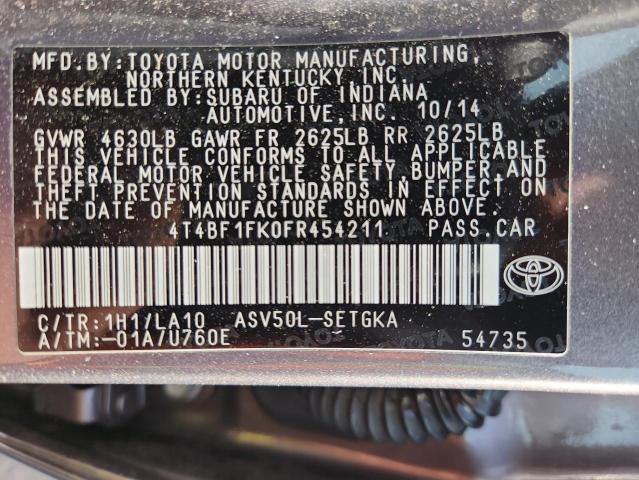 MFD.BY:TOYOTA MOTOR MANUFACTURING,
NORTHERN KENTUCKY INC.
ASSEMBLED BY:SUBARU OF INDIANA
AUTOMOTIVE,INC. 10/14
GVWR 4630LB GAWR FR 2625LB RR 2625LB
THIS VEHICLE CONFORMS TO ALL APPLICABLE
FEDERAL MOTOR VEHICLE SAFETY,BUMPER,AND
THEFT PREVENTION STANDARDS IN EFFECT ON
THE DATE OF MANUFACTURE SHOWN ABOVE.
4T4BF1FK0FR454211 PASS.CAR
C/TR:1H1/LA10 ASV50L-SETGKA
A/TM:-01A/U760E 54735